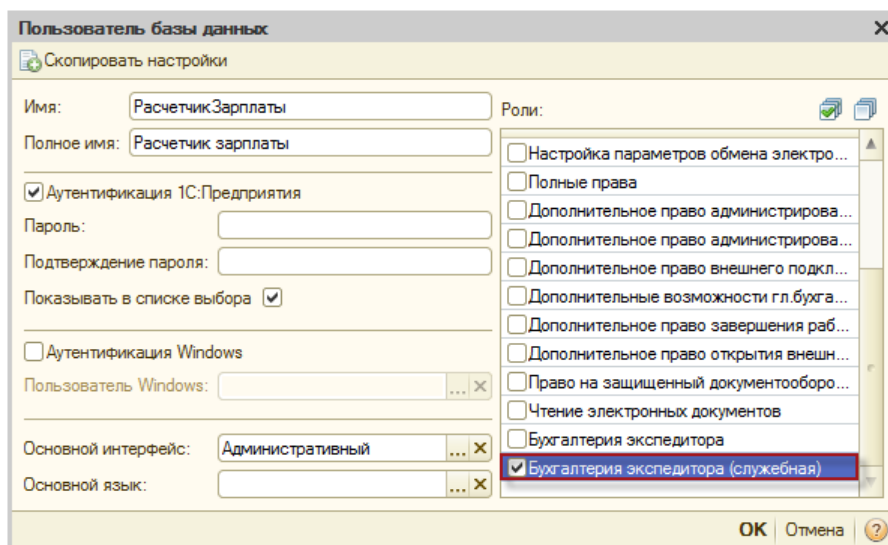 Пользователь базы данных
Скопировать настройки
Имя: РасчетчикЗарплаты
Полное имя: Расчетчик зарплаты
Аутентификация 1С:Предприятия
Пароль:
Подтверждение пароля:
Показывать в списке выбора
Аутентификация Windows
Пользователь Windows:
Основной интерфейс: Административный
Основной язык:
Роли:
Настройка параметров обмена электро...
Полные права
Дополнительное право администрирова...
Дополнительное право администрирова...
Дополнительное право внешнего подкл...
Дополнительные возможности гл.бухга...
Дополнительное право завершения раб...
Дополнительное право открытия внешн...
Право на защищенный документооборо...
Чтение электронных документов
Бухгалтерия экспедитора
Бухгалтерия экспедитора (служебная)
OK Отмена ?